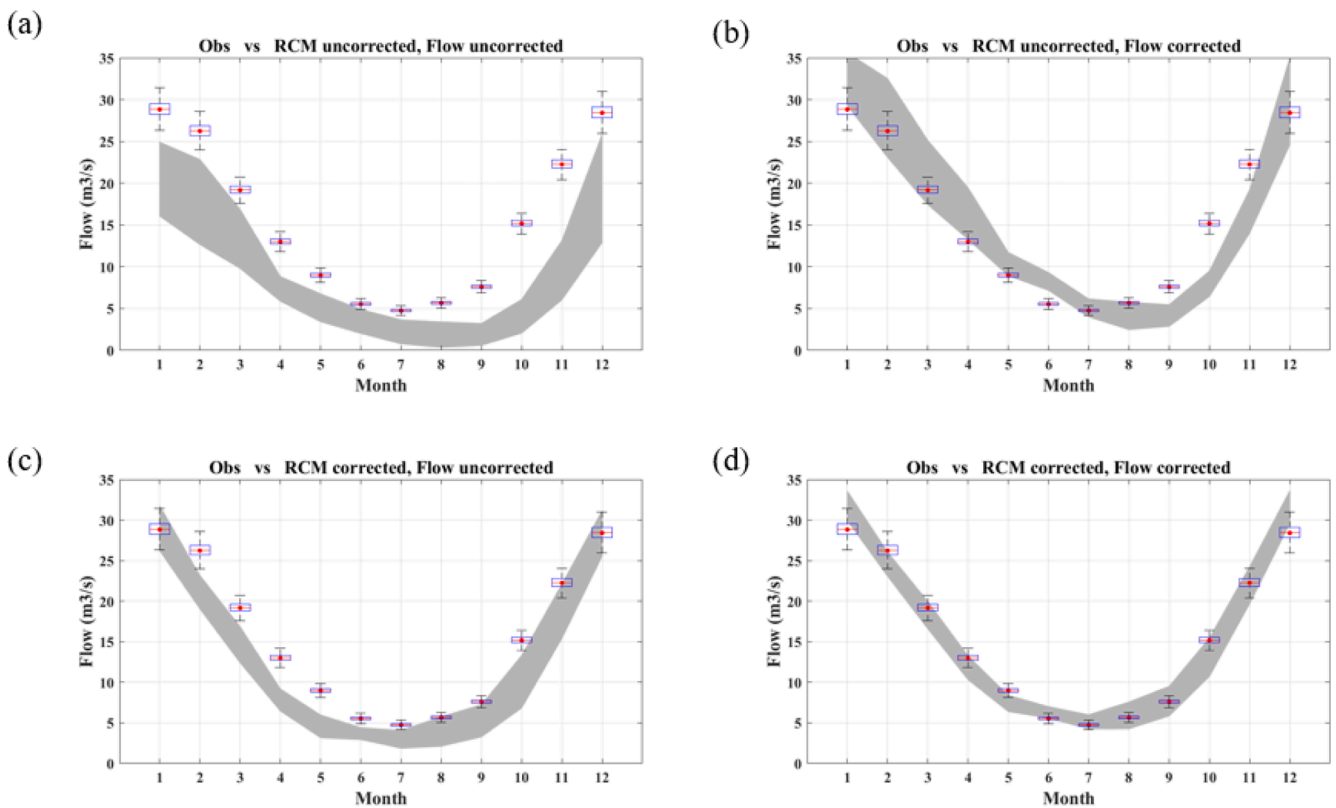 (a)
Obs vs RCM uncorrected, Flow uncorrected
35
30
25
20
15
10
5
0
Flow (m3/s)
1 2 3 4 5 6 7 8 9 10 11 12
Month
(b)
Obs vs RCM uncorrected, Flow corrected
35
30
25
20
15
10
5
0
Flow (m3/s)
1 2 3 4 5 6 7 8 9 10 11 12
Month
(c)
Obs vs RCM corrected, Flow uncorrected
35
30
25
20
15
10
5
0
Flow (m3/s)
1 2 3 4 5 6 7 8 9 10 11 12
Month
(d)
Obs vs RCM corrected, Flow corrected
35
30
25
20
15
10
5
0
Flow (m3/s)
1 2 3 4 5 6 7 8 9 10 11 12
Month